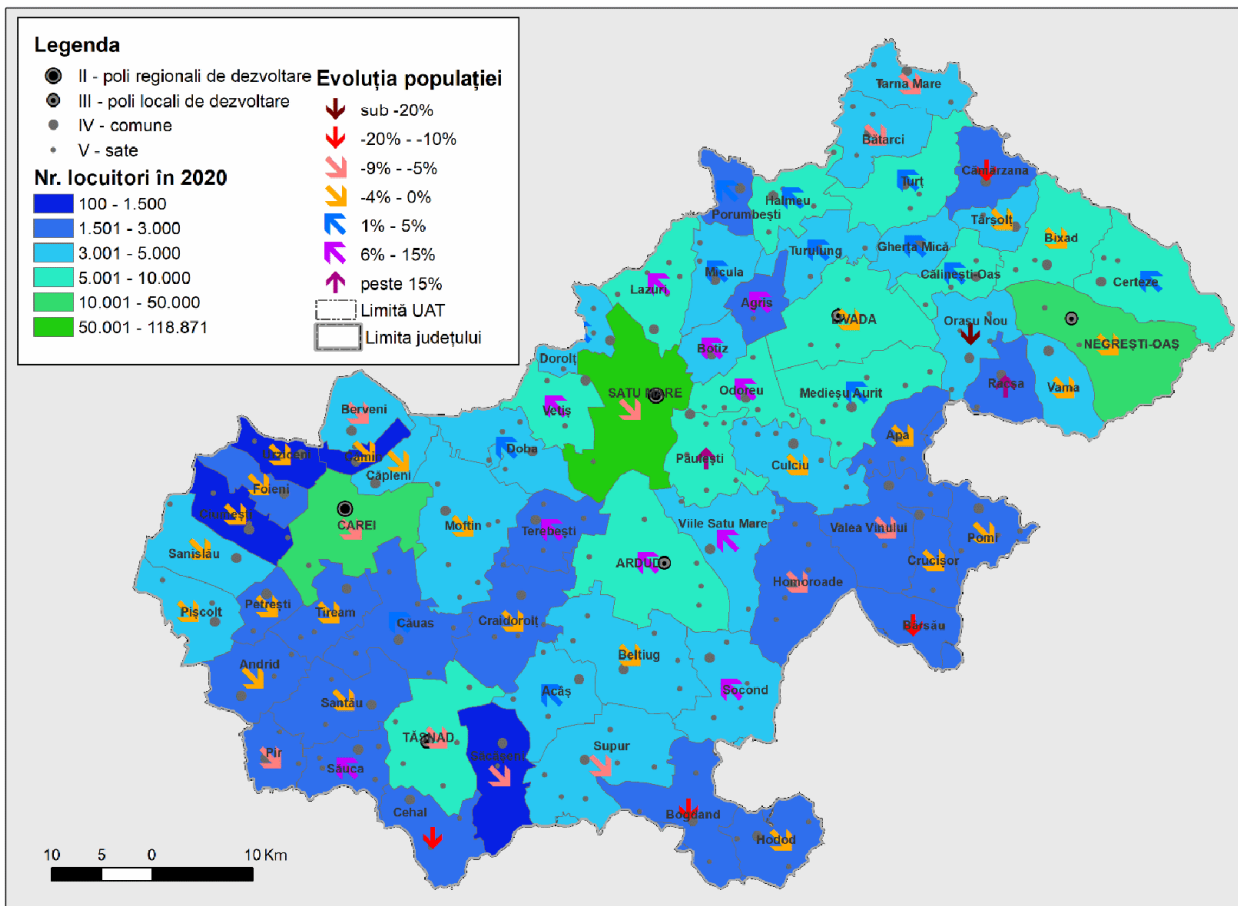 Legenda
II - poli regionali de dezvoltare
III - poli locali de dezvoltare
IV - comune
V - sate
Nr. locuitori în 2020
100 - 1.500
1.501 - 3.000
3.001 - 5.000
5.001 - 10.000
10.001 - 50.000
50.001 - 118.871
Evoluția populației
sub -20%
-20% - -10%
-9% - -5%
-4% - 0%
1% - 5%
6% - 15%
peste 15%
Limită UAT
Limita județului
Tarna Mare
Bătarci
Cămărzana
Turț
Halmeu
Porumbești
Târșolț
Bixad
Turulung
Gherța Mică
Călinești-Oaș
Certeze
Micula
Lazuri
Agriș
LIVADA
Orașu Nou
NEGREȘTI-OAȘ
Botiz
Dorolț
SATU MARE
Odoreu
Medieșu Aurit
Racșa
Vama
Vetiș
Berveni
Apa
Doba
Păulești
Culciu
Cămin
Căpleni
Foieni
CAREI
Moftin
Terebești
Viile Satu Mare
Valea Vinului
Pomi
Sanislău
Crucișor
ARDUD
Homoroade
Pișcolt
Petrești
Tiream
Căuaș
Craidorolț
Bârsău
Andrid
Beltiug
Santău
Acâș
Socond
TĂȘNAD
Supur
Pir
Săuca
Cehal
Bogdand
Hodod
10 5 0 10 Km